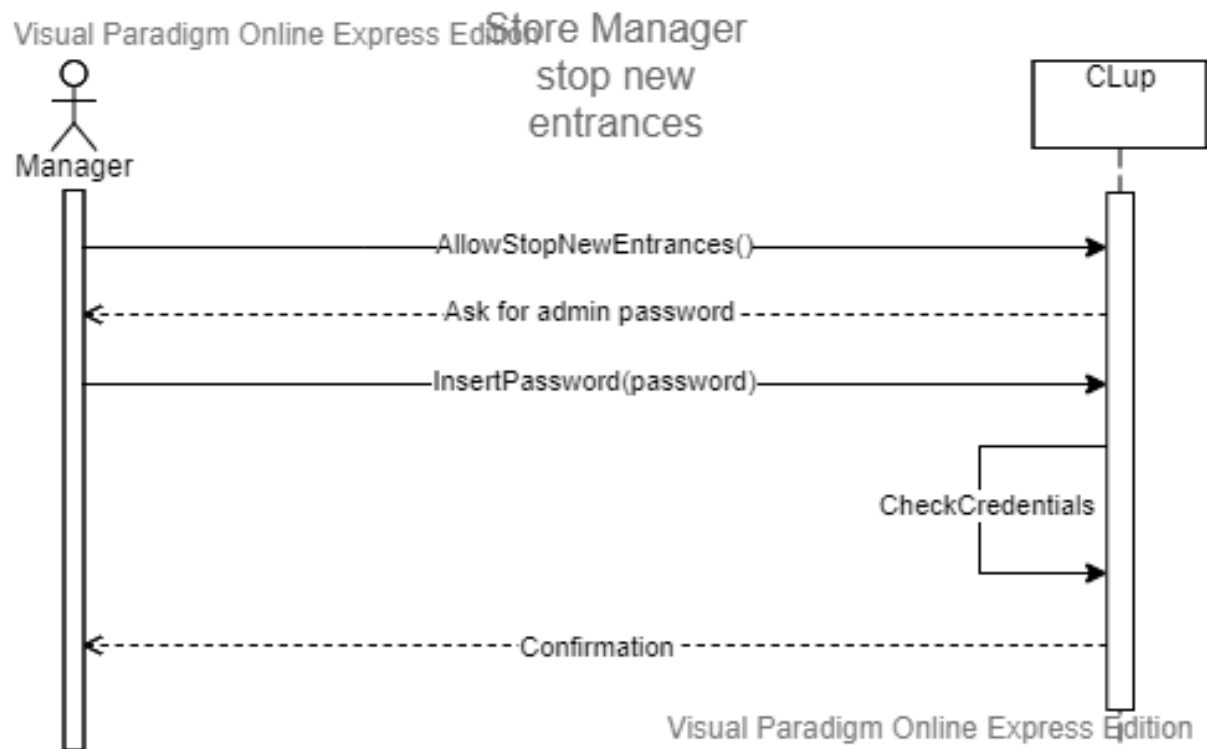 Visual Paradigm Online Express Edition
Store Manager
stop new
entrances
CLup
Manager
AllowStopNewEntrances()
Ask for admin password
InsertPassword(password)
CheckCredentials
Confirmation
Visual Paradigm Online Express Edition